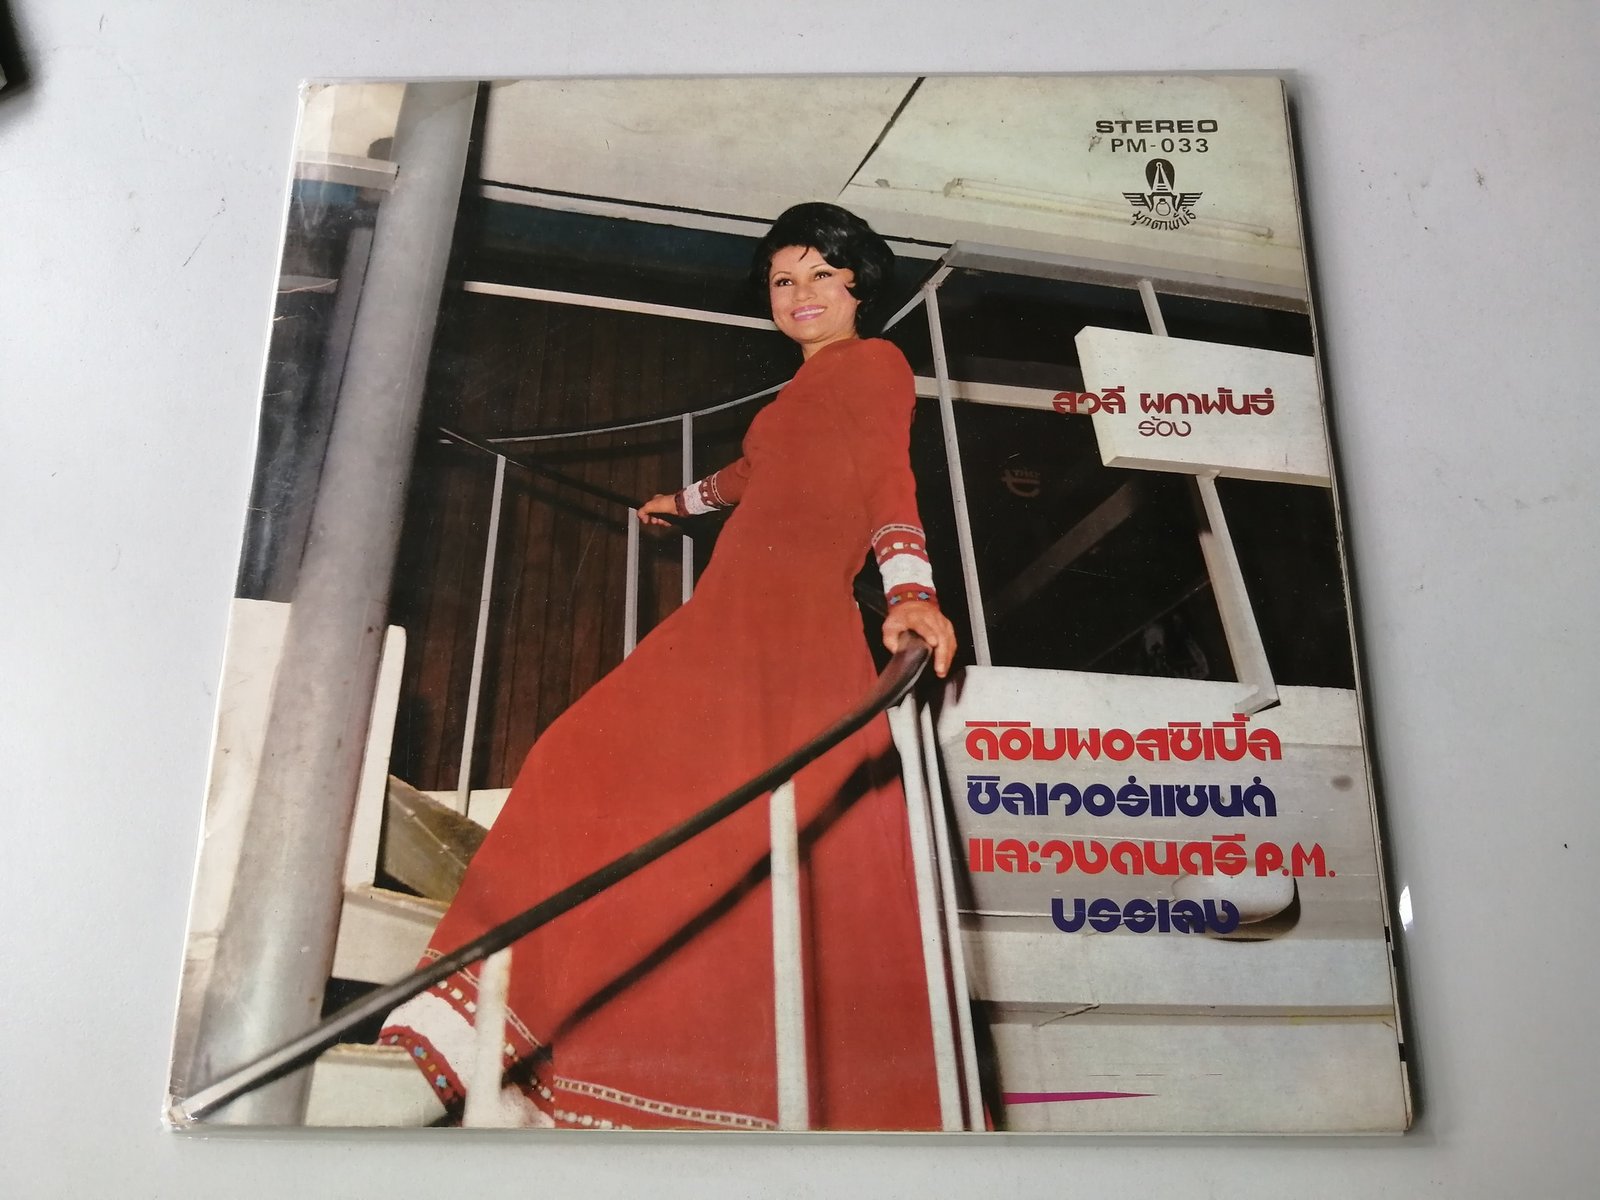 STEREO
PM-033
มุกดาพันธ์
สวลี ผกาพันธ์
ร้อง
ดิอิมพอสซิเบิ้ล
ซิลเวอร์แซนด์
และวงดนตรี P.M.
บรรเลง